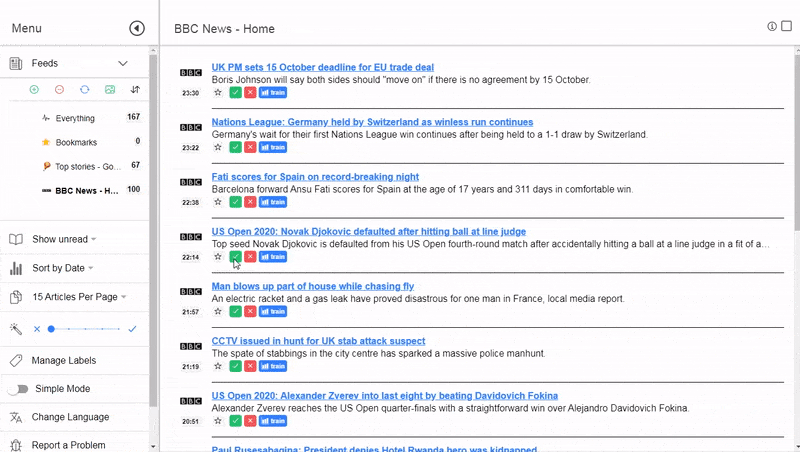 Menu
BBC News - Home
Feeds
Everything 167
Bookmarks 0
Top stories - Go... 67
BBC News - H... 100
Show unread
Sort by Date
15 Articles Per Page
Manage Labels
Simple Mode
Change Language
Report a Problem
BBC
UK PM sets 15 October deadline for EU trade deal
Boris Johnson will say both sides should "move on" if there is no agreement by 15 October.
23:30 train
BBC
Nations League: Germany held by Switzerland as winless run continues
Germany's wait for their first Nations League win continues after being held to a 1-1 draw by Switzerland.
23:22 train
BBC
Fati scores for Spain on record-breaking night
Barcelona forward Ansu Fati scores for Spain at the age of 17 years and 311 days in comfortable win.
22:38 train
BBC
US Open 2020: Novak Djokovic defaulted after hitting ball at line judge
Top seed Novak Djokovic is defaulted from his US Open fourth-round match after accidentally hitting a ball at a line judge in a fit of a...
22:14 train
BBC
Man blows up part of house while chasing fly
An electric racket and a gas leak have proved disastrous for one man in France, local media report.
21:57 train
BBC
CCTV issued in hunt for UK stab attack suspect
The spate of stabbings in the city centre has sparked a massive police manhunt.
21:19 train
BBC
US Open 2020: Alexander Zverev into last eight by beating Davidovich Fokina
Alexander Zverev reaches the US Open quarter-finals with a straightforward win over Alejandro Davidovich Fokina.
20:51 train
Paul Rusesabagina: President denies Hotel Rwanda hero was kidnapped